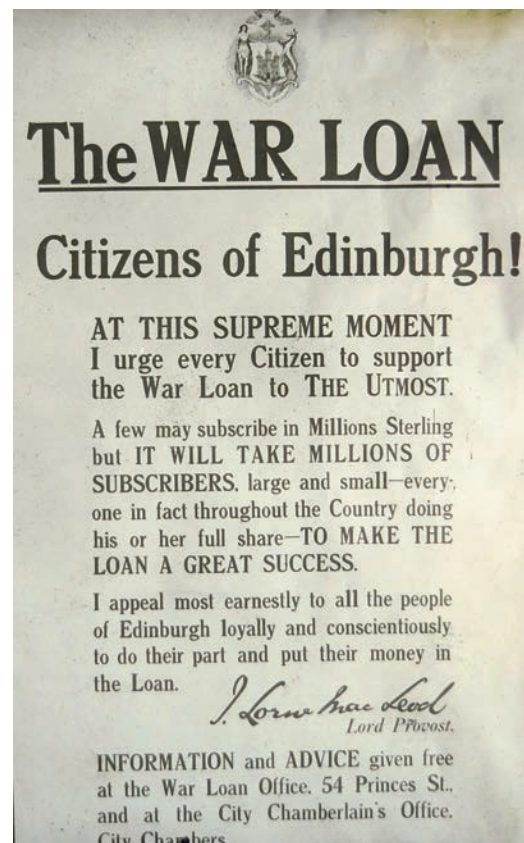 The WAR LOAN
Citizens of Edinburgh!
AT THIS SUPREME MOMENT
I urge every Citizen to support
the War Loan to THE UTMOST.
A few may subscribe in Millions Sterling
but IT WILL TAKE MILLIONS OF
SUBSCRIBERS, large and small—every-
one in fact throughout the Country doing
his or her full share—TO MAKE THE
LOAN A GREAT SUCCESS.
I appeal most earnestly to all the people
of Edinburgh loyally and conscientiously
to do their part and put their money in
the Loan.
J. Lorne MacLeod
Lord Provost.
INFORMATION and ADVICE given free
at the War Loan Office, 54 Princes St.,
and at the City Chamberlain's Office,
City Chambers